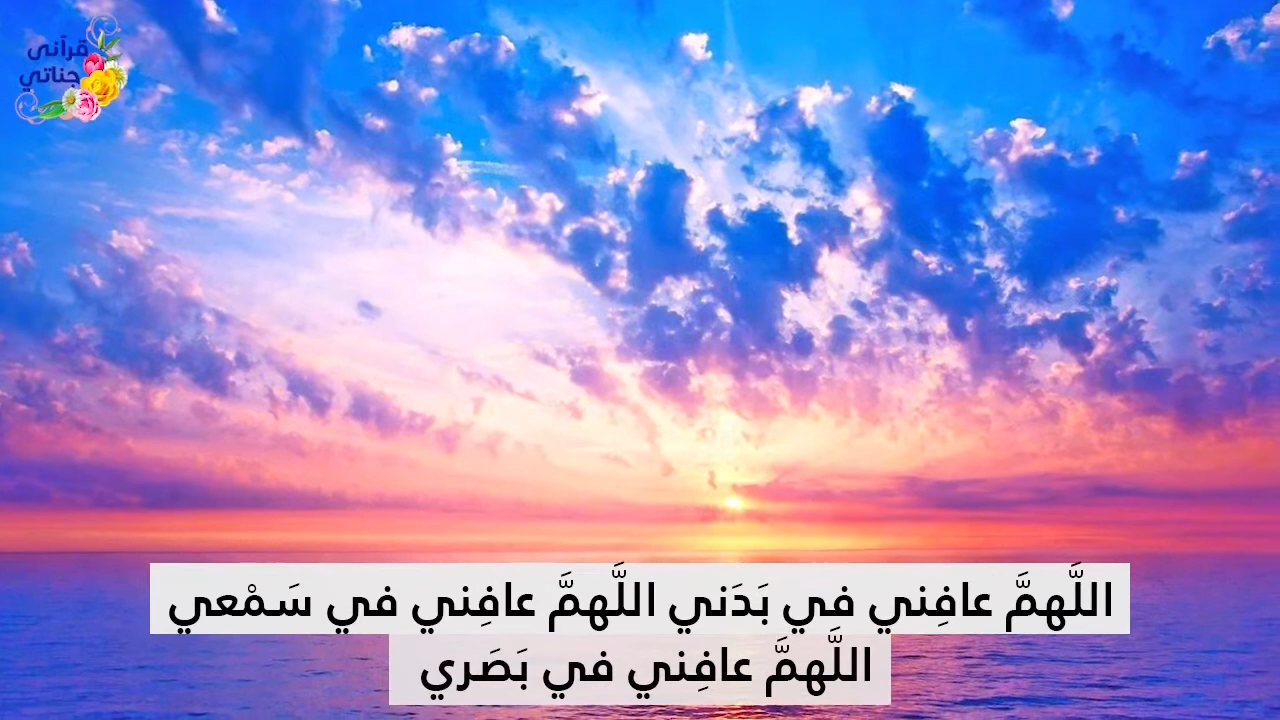 قرآنى
جناتي
اللَّهمَّ عافِني في بَدَني اللَّهمَّ عافِني في سَمْعي
اللَّهمَّ عافِني في بَصَري